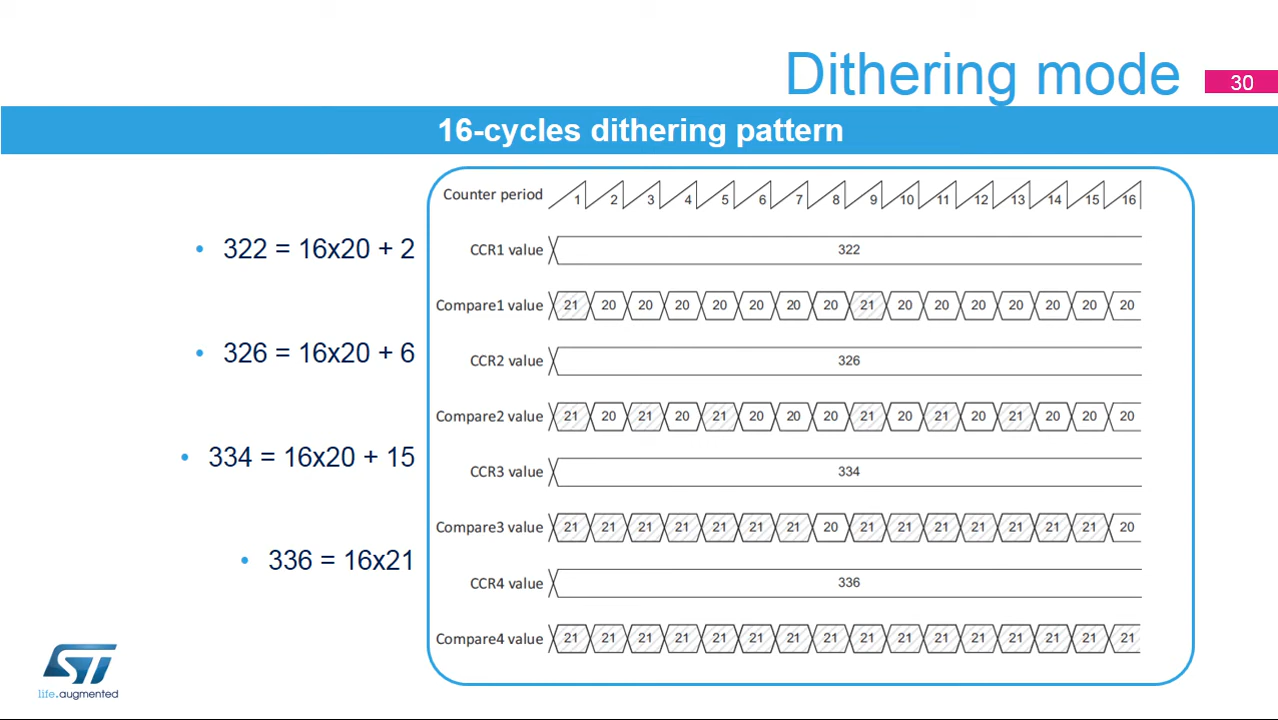 Dithering mode
30
16-cycles dithering pattern
• 322 = 16x20 + 2
• 326 = 16x20 + 6
• 334 = 16x20 + 15
• 336 = 16x21
Counter period 1 2 3 4 5 6 7 8 9 10 11 12 13 14 15 16
CCR1 value 322
Compare1 value 21 20 20 20 20 20 20 20 21 20 20 20 20 20 20 20
CCR2 value 326
Compare2 value 21 20 21 20 21 20 20 20 21 20 21 20 21 20 20 20
CCR3 value 334
Compare3 value 21 21 21 21 21 21 21 20 21 21 21 21 21 21 21 20
CCR4 value 336
Compare4 value 21 21 21 21 21 21 21 21 21 21 21 21 21 21 21 21
ST
life.augmented